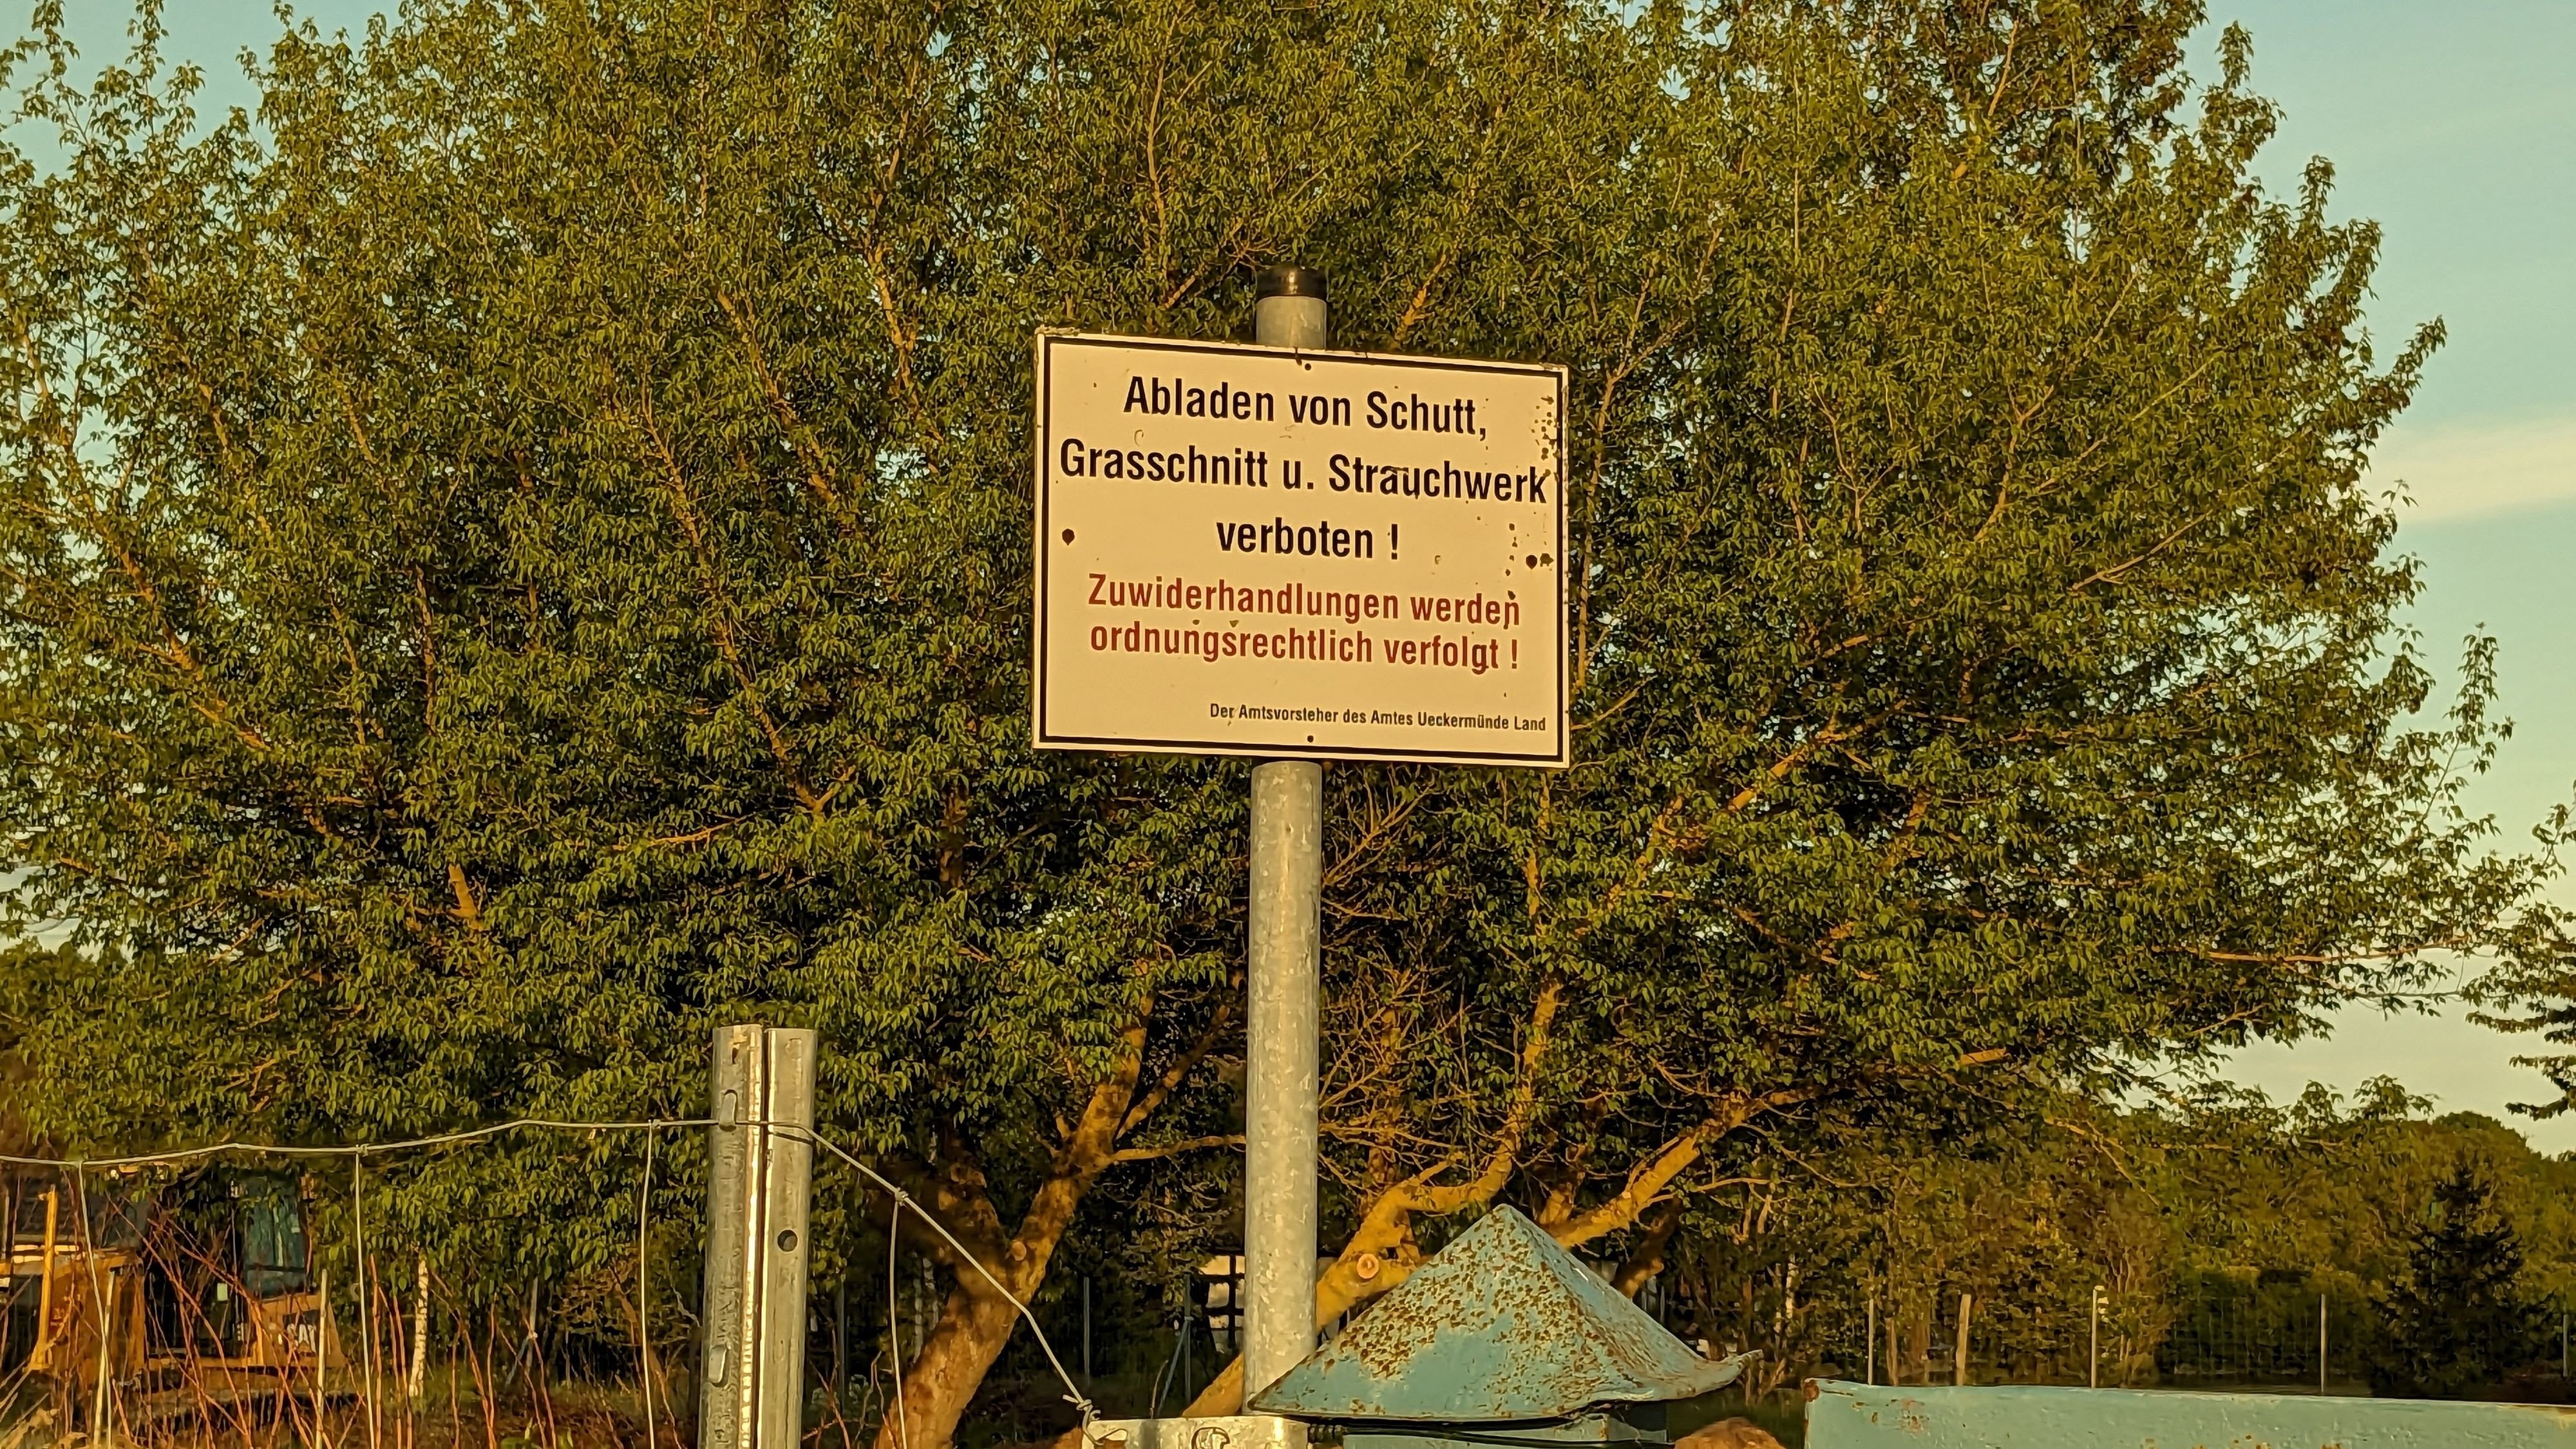 Abladen von Schutt,
Grasschnitt u. Strauchwerk
verboten !
Zuwiderhandlungen werden
ordnungsrechtlich verfolgt !
Der Amtsvorsteher des Amtes Ueckermünde Land